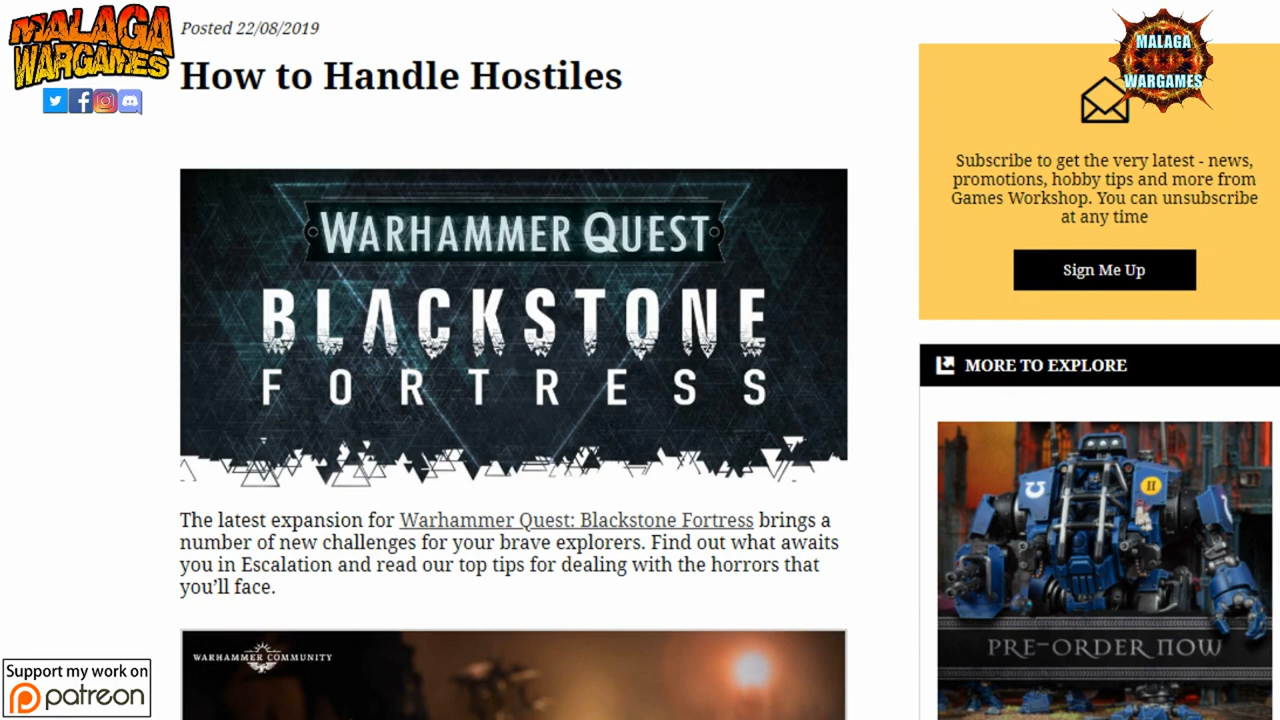 MALAGA
WARGAMES
Posted 22/08/2019
How to Handle Hostiles
WARHAMMER QUEST
BLACKSTONE
FORTRESS
The latest expansion for Warhammer Quest: Blackstone Fortress brings a
number of new challenges for your brave explorers. Find out what awaits
you in Escalation and read our top tips for dealing with the horrors that
you’ll face.
WARHAMMER COMMUNITY
Support my work on
patreon
MALAGA
WARGAMES
Subscribe to get the very latest - news,
promotions, hobby tips and more from
Games Workshop. You can unsubscribe
at any time
Sign Me Up
MORE TO EXPLORE
II
PRE-ORDER NOW